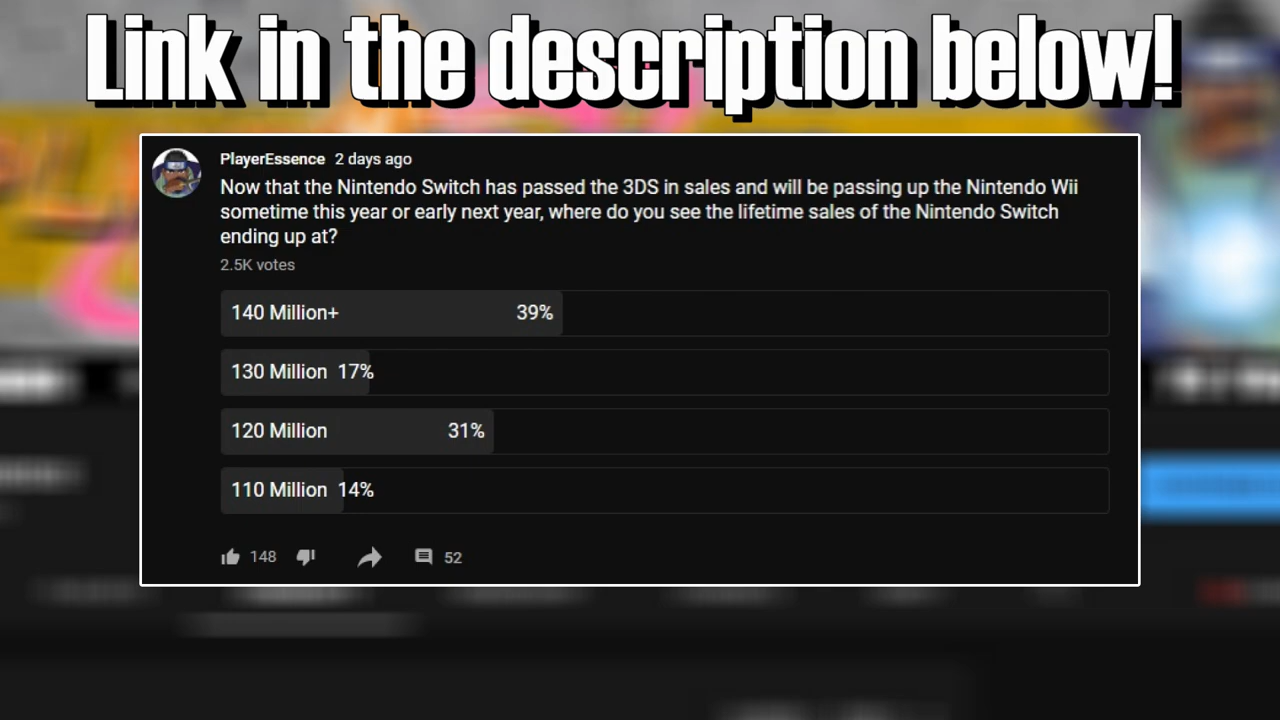 Link in the description below!
PlayerEssence 2 days ago
Now that the Nintendo Switch has passed the 3DS in sales and will be passing up the Nintendo Wii
sometime this year or early next year, where do you see the lifetime sales of the Nintendo Switch
ending up at?
2.5K votes
140 Million+ 39%
130 Million 17%
120 Million 31%
110 Million 14%
148 52